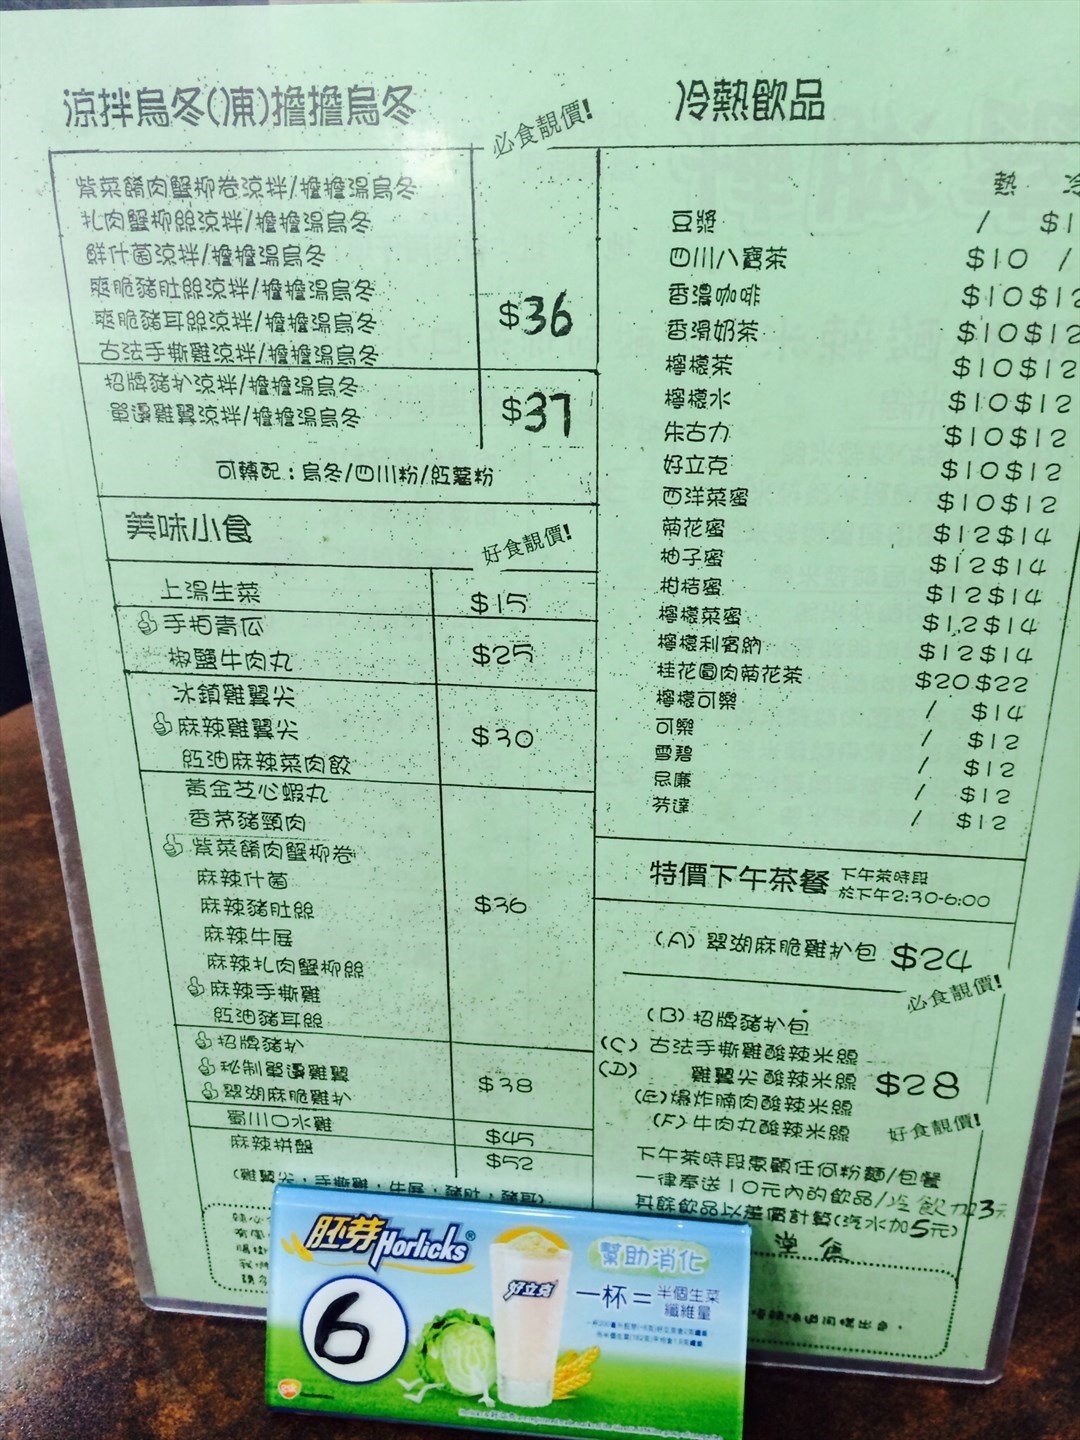 涼拌烏冬(凍)擔擔烏冬
必食靚價!
紫菜餚肉蟹柳卷涼拌/擔擔湯烏冬
扎肉蟹柳絲涼拌/擔擔湯烏冬
鮮什菌涼拌/擔擔湯烏冬
爽脆豬肚絲涼拌/擔擔湯烏冬
爽脆豬耳絲涼拌/擔擔湯烏冬
古法手撕雞涼拌/擔擔湯烏冬
$36
招牌豬扒涼拌/擔擔湯烏冬
單邊雞翼涼拌/擔擔湯烏冬
$37
可轉配：烏冬/四川粉/紅薯粉
美味小食
好食靚價!
上湯生菜
$15
手拍青瓜
椒鹽牛肉丸
$25
冰鎮雞翼尖
麻辣雞翼尖
紅油麻辣菜肉餃
$30
黃金芝心蝦丸
香茅豬頸肉
紫菜餚肉蟹柳卷
麻辣什菌
麻辣豬肚絲
麻辣牛展
麻辣扎肉蟹柳絲
麻辣手撕雞
紅油豬耳絲
$36
招牌豬扒
秘制單邊雞翼
翠湖麻脆雞扒
$38
蜀川口水雞
$45
麻辣拼盤
$52
(雞翼尖，手撕雞，牛展，豬肚，豬耳)
冷熱飲品
熱 冷
豆漿 / $1
四川八寶茶 $10 /
香濃咖啡 $10 $12
香滑奶茶 $10 $12
檸檬茶 $10 $12
檸檬水 $10 $12
朱古力 $10 $12
好立克 $10 $12
西洋菜蜜 $10 $12
菊花蜜 $12 $14
柚子蜜 $12 $14
柑桔蜜 $12 $14
檸檬菜蜜 $12 $14
檸檬利賓納 $12 $14
桂花圓肉菊花茶 $20 $22
檸檬可樂 / $14
可樂 / $12
雪碧 / $12
忌廉 / $12
芬達 / $12
特價下午茶餐 下午茶時段
於下午2:30-6:00
(A) 翠湖麻脆雞扒包 $24
必食靚價!
(B) 招牌豬扒包
(C) 古法手撕雞酸辣米線
(D) 雞翼尖酸辣米線 $28
(E) 爆炸腩肉酸辣米線
(F) 牛肉丸酸辣米線
好食靚價!
下午茶時段惠顧任何粉麵/包餐
一律奉送10元內的飲品/冷飲加3元
其餘飲品以差價計算(汽水加5元)
堂食
胚芽Horlicks®
6
好立克
幫助消化
一杯＝半個生菜
纖維量
gsk